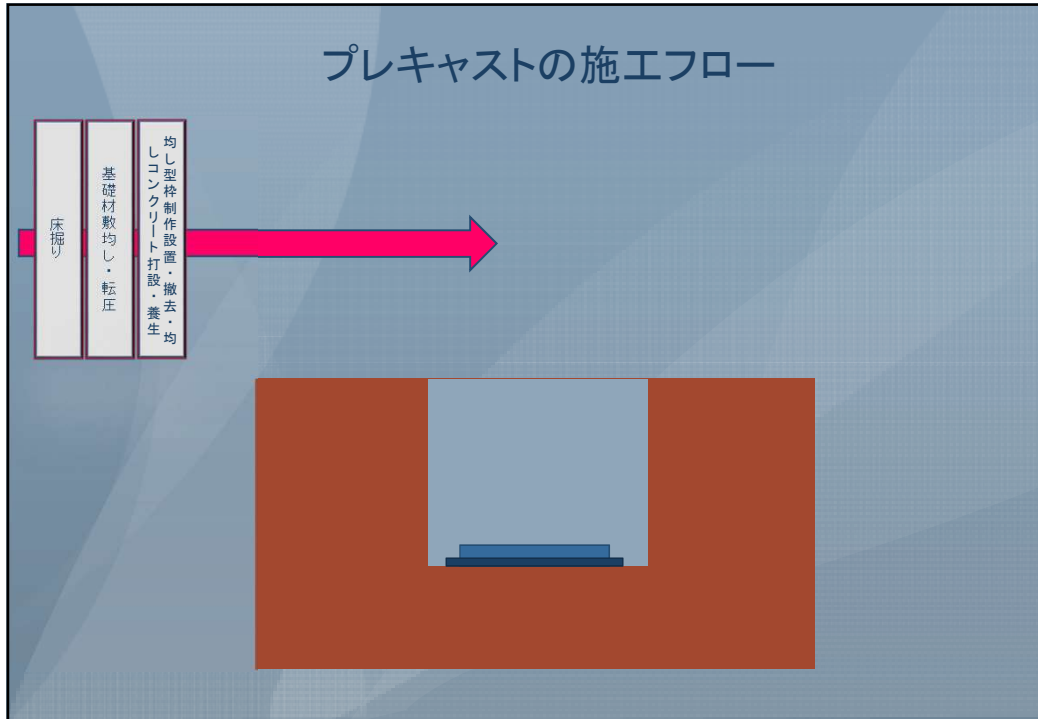 プレキャストの施工フロー
床掘り
基礎材敷均し・転圧
均し型枠制作設置・撤去・均
しコンクリート打設・養生